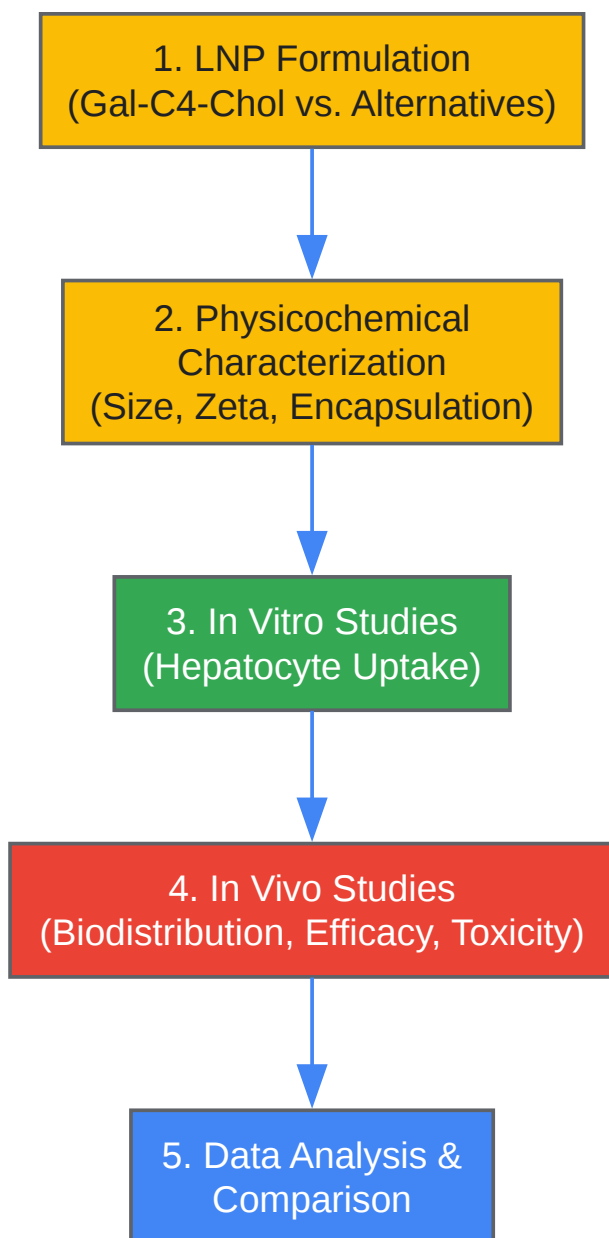 1. LNP Formulation
(Gal-C4-Chol vs. Alternatives)
2. Physicochemical
Characterization
(Size, Zeta, Encapsulation)
3. In Vitro Studies
(Hepatocyte Uptake)
4. In Vivo Studies
(Biodistribution, Efficacy, Toxicity)
5. Data Analysis &
Comparison